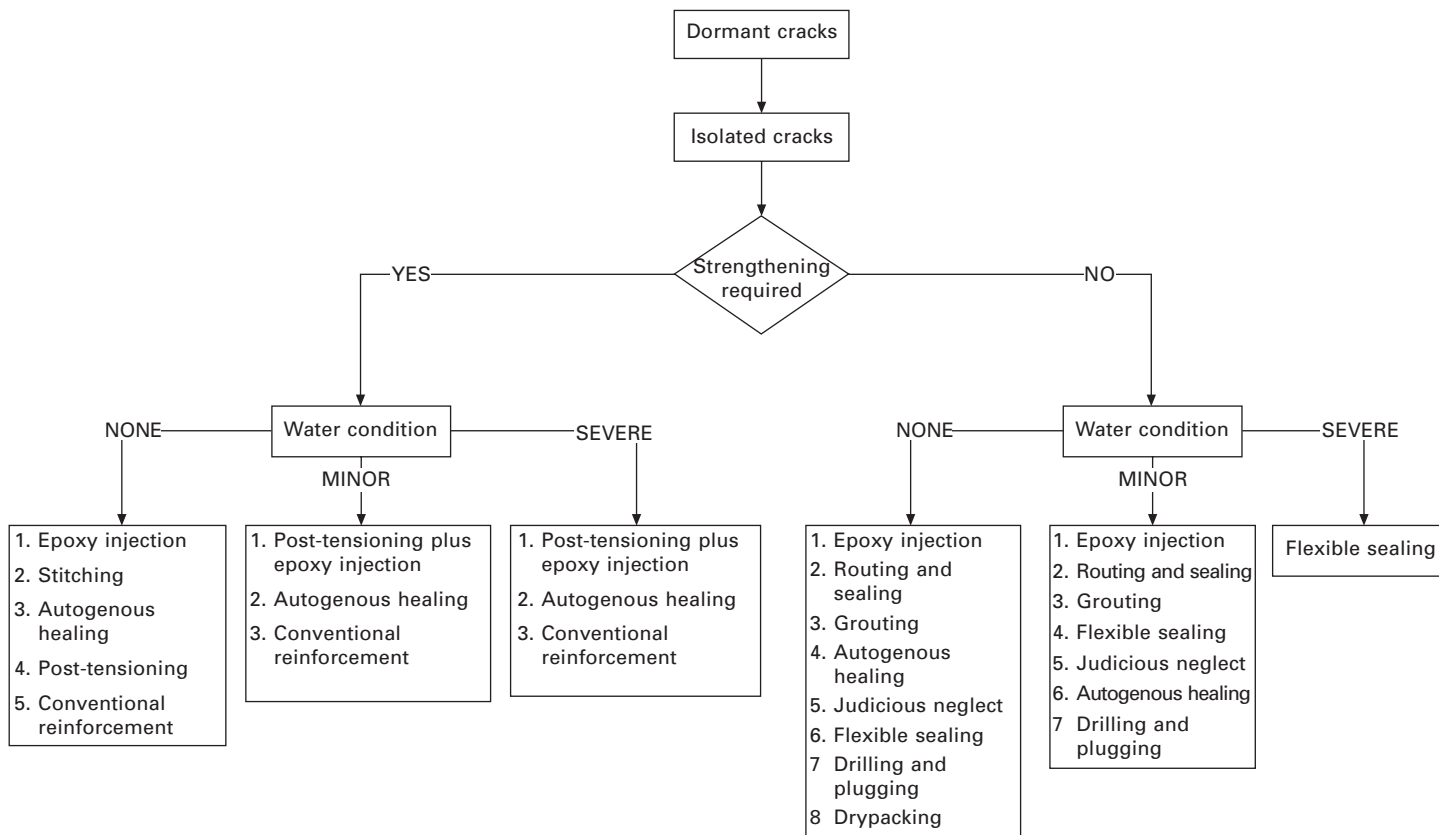 Dormant cracks
Isolated cracks
Strengthening
required
YES
NO
Water condition
NONE
MINOR
SEVERE
1. Epoxy injection
2. Stitching
3. Autogenous
healing
4. Post-tensioning
5. Conventional
reinforcement
1. Post-tensioning plus
epoxy injection
2. Autogenous healing
3. Conventional
reinforcement
1. Post-tensioning plus
epoxy injection
2. Autogenous healing
3. Conventional
reinforcement
Water condition
NONE
MINOR
SEVERE
1. Epoxy injection
2. Routing and
sealing
3. Grouting
4. Autogenous
healing
5. Judicious neglect
6. Flexible sealing
7 Drilling and
plugging
8 Drypacking
1. Epoxy injection
2. Routing and sealing
3. Grouting
4. Flexible sealing
5. Judicious neglect
6. Autogenous healing
7 Drilling and
plugging
Flexible sealing